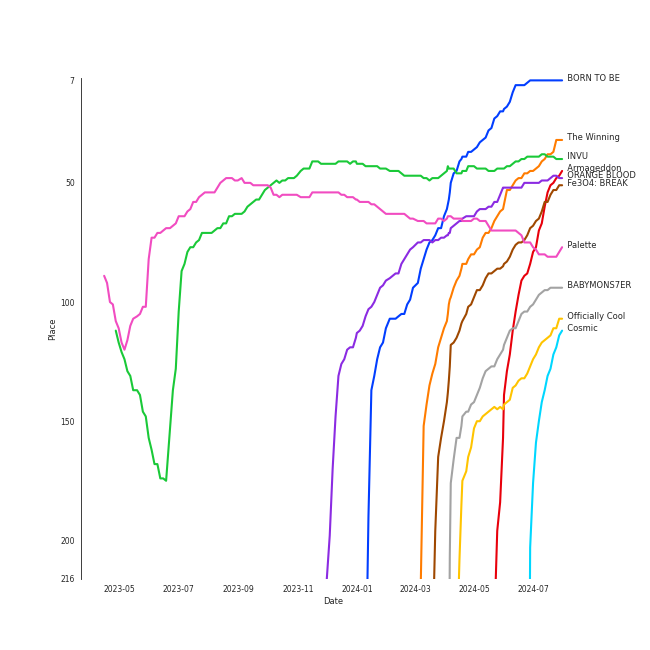 7
50
100
150
200
216
Place
2023-05 2023-07 2023-09 2023-11 2024-01 2024-03 2024-05 2024-07
Date
BORN TO BE
The Winning
INVU
Armageddon
ORANGE BLOOD
Fe3O4: BREAK
Palette
BABYMONS7ER
Officially Cool
Cosmic